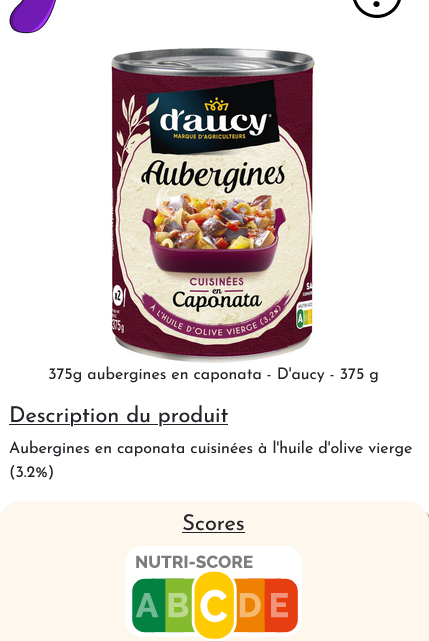 d'aucy
MARQUE D'AGRICULTEURS
Aubergines
CUISINÉES
en
Caponata
À L'HUILE D'OLIVE VIERGE (3,2%)
x2
375g
A
375g aubergines en caponata - D'aucy - 375 g
Description du produit
Aubergines en caponata cuisinées à l'huile d'olive vierge
(3.2%)
Scores
NUTRI-SCORE
A B C D E